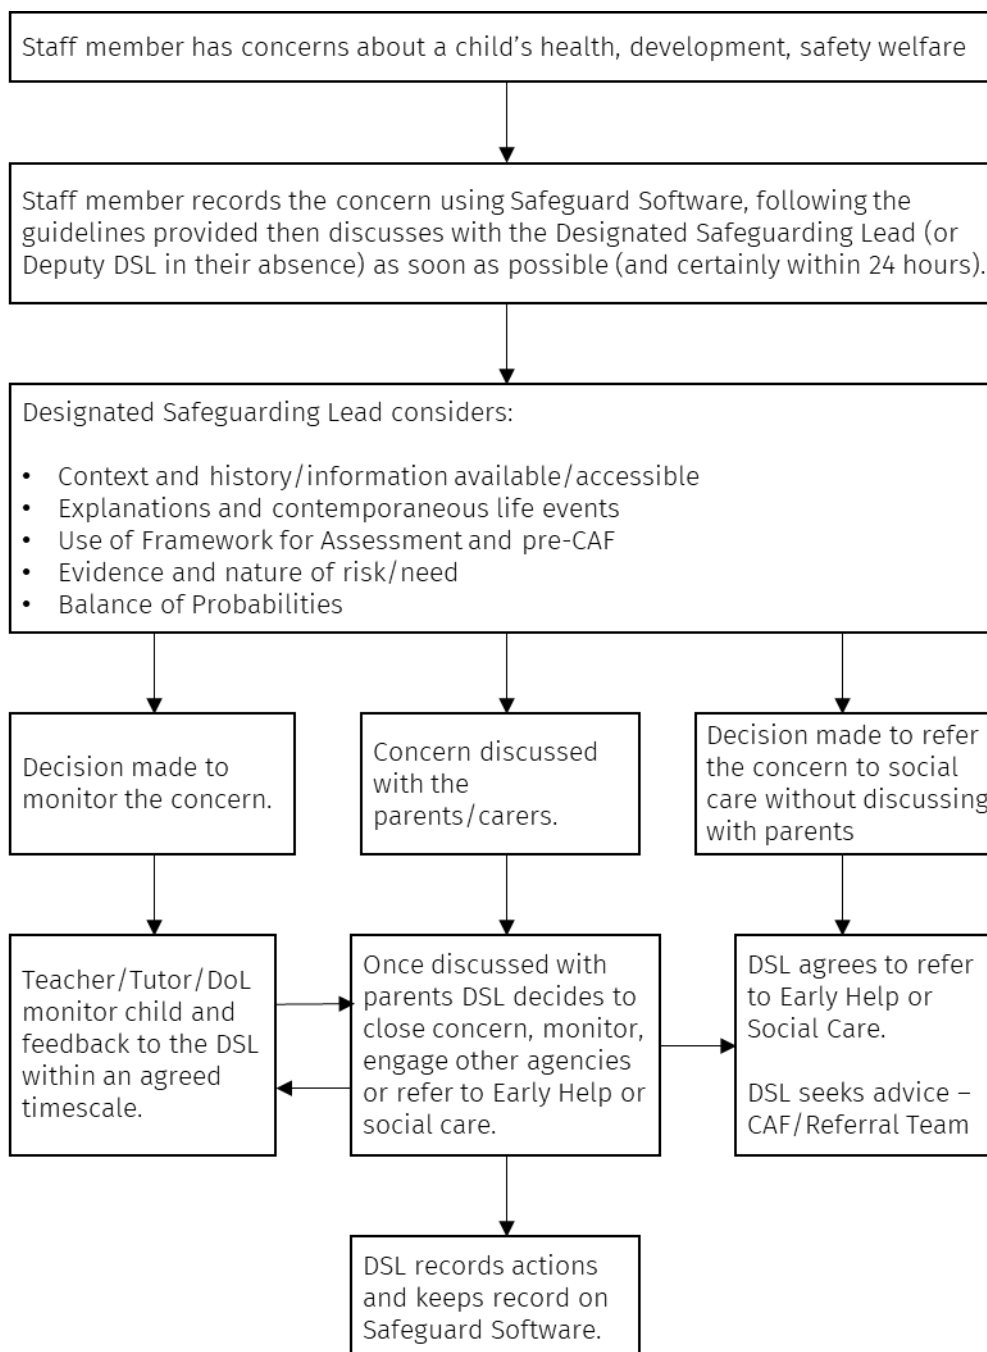 Staff member has concerns about a child’s health, development, safety welfare
Staff member records the concern using Safeguard Software, following the
guidelines provided then discusses with the Designated Safeguarding Lead (or
Deputy DSL in their absence) as soon as possible (and certainly within 24 hours).
Designated Safeguarding Lead considers:
• Context and history/information available/accessible
• Explanations and contemporaneous life events
• Use of Framework for Assessment and pre-CAF
• Evidence and nature of risk/need
• Balance of Probabilities
Decision made to
monitor the concern.
Concern discussed
with the
parents/carers.
Decision made to refer
the concern to social
care without discussing
with parents
Teacher/Tutor/DoL
monitor child and
feedback to the DSL
within an agreed
timescale.
Once discussed with
parents DSL decides to
close concern, monitor,
engage other agencies
or refer to Early Help or
social care.
DSL agrees to refer
to Early Help or
Social Care.
DSL seeks advice –
CAF/Referral Team
DSL records actions
and keeps record on
Safeguard Software.